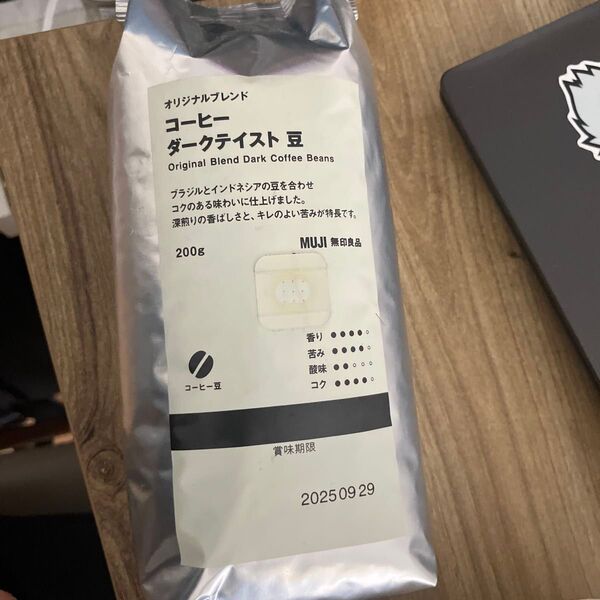 オリジナルブレンド
コーヒー
ダークテイスト 豆
Original Blend Dark Coffee Beans
ブラジルとインドネシアの豆を合わせ
コクのある味わいに仕上げました。
深煎りの香ばしさと、キレのよい苦みが特長です。
200g
MUJI 無印良品
香り ●●●●○
苦み ●●●●○
酸味 ●●○○○
コク ●●●●○
コーヒー豆
賞味期限
2025 09 29